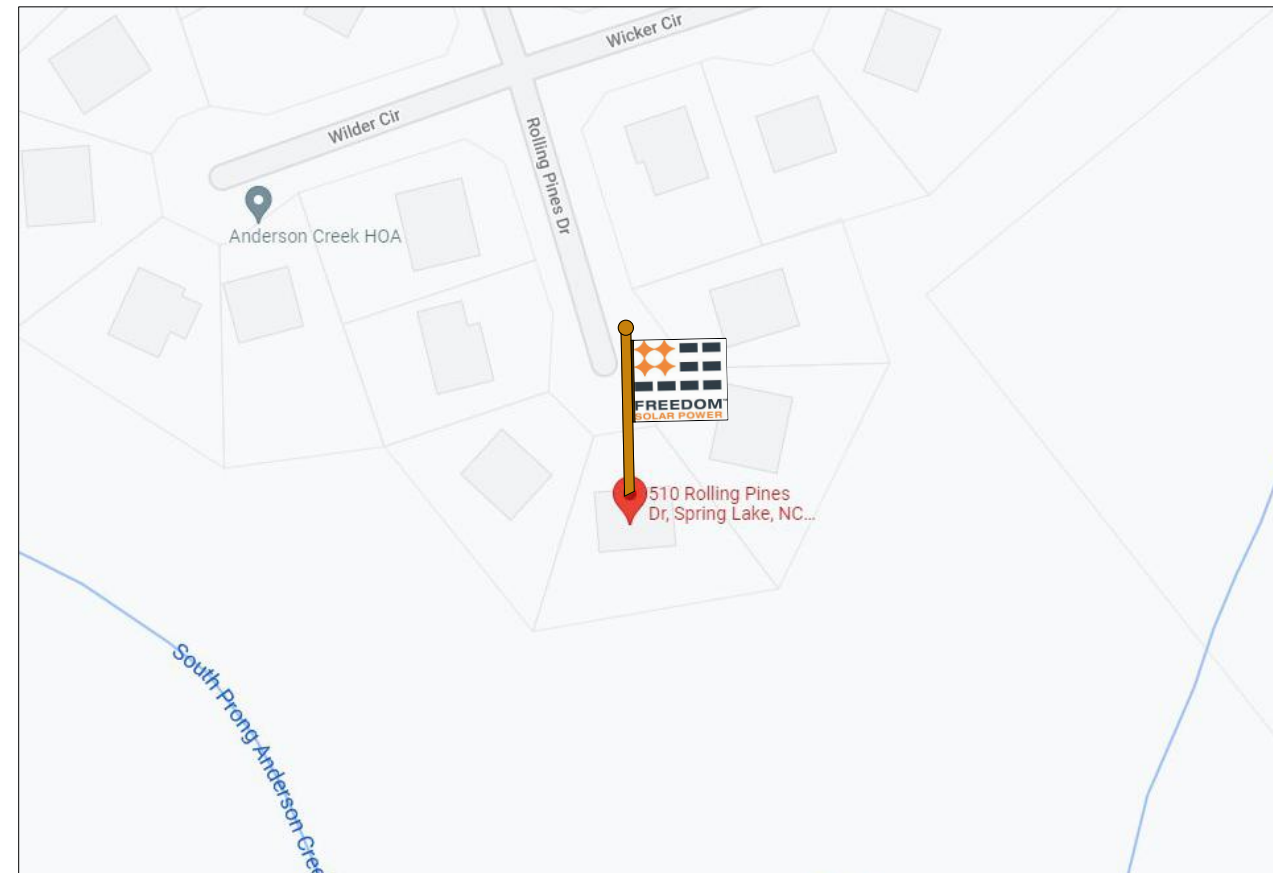 Wicker Cir
Wilder Cir
Rolling Pines Dr
Anderson Creek HOA
FREEDOM™
SOLAR POWER
510 Rolling Pines
Dr, Spring Lake, NC...
South Prong Anderson Cree